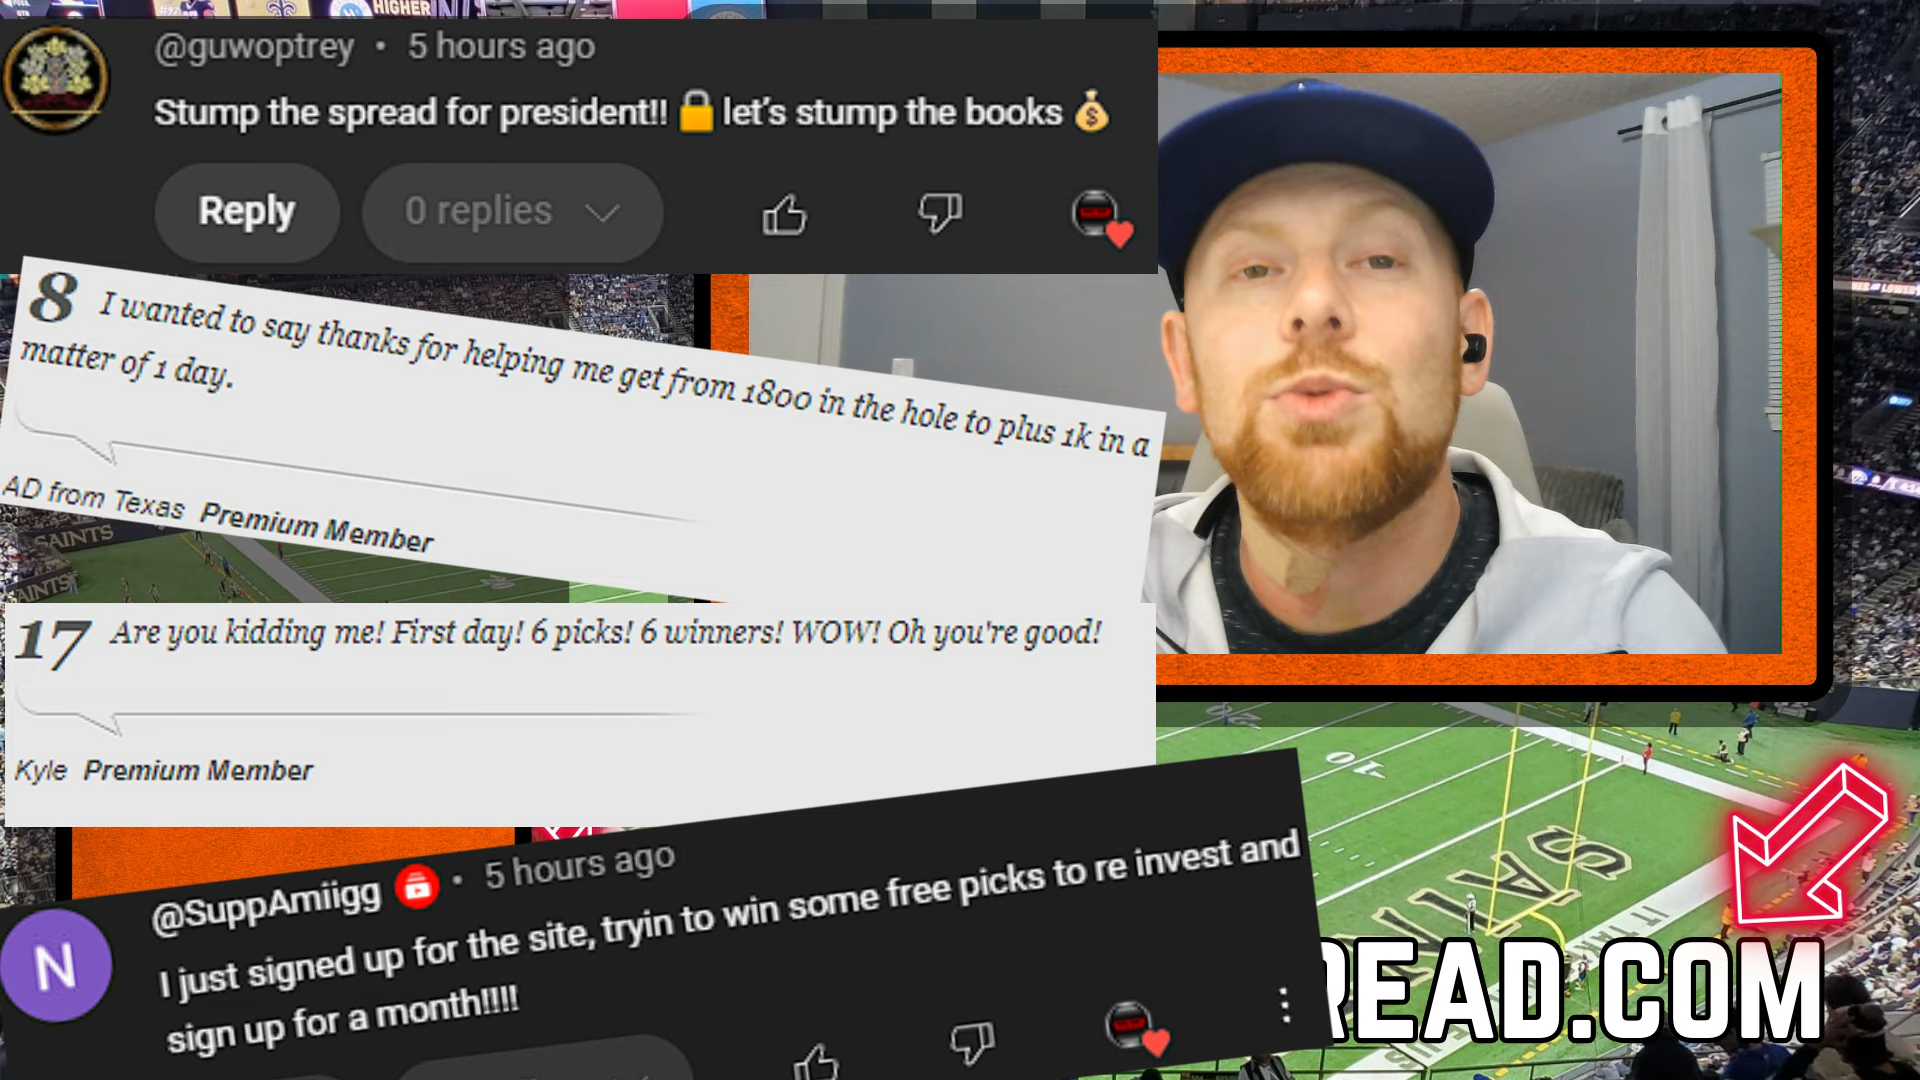 HIGHER
@guwoptrey • 5 hours ago
Stump the spread for president!! 🔒 let's stump the books 💰
Reply
0 replies
8 I wanted to say thanks for helping me get from 1800 in the hole to plus 1k in a
matter of 1 day.
AD from Texas Premium Member
SAINTS
17 Are you kidding me! First day! 6 picks! 6 winners! WOW! Oh you're good!
Kyle Premium Member
N
@SuppAmiigg • 5 hours ago
I just signed up for the site, tryin to win some free picks to re invest and
sign up for a month!!!!
READ.COM